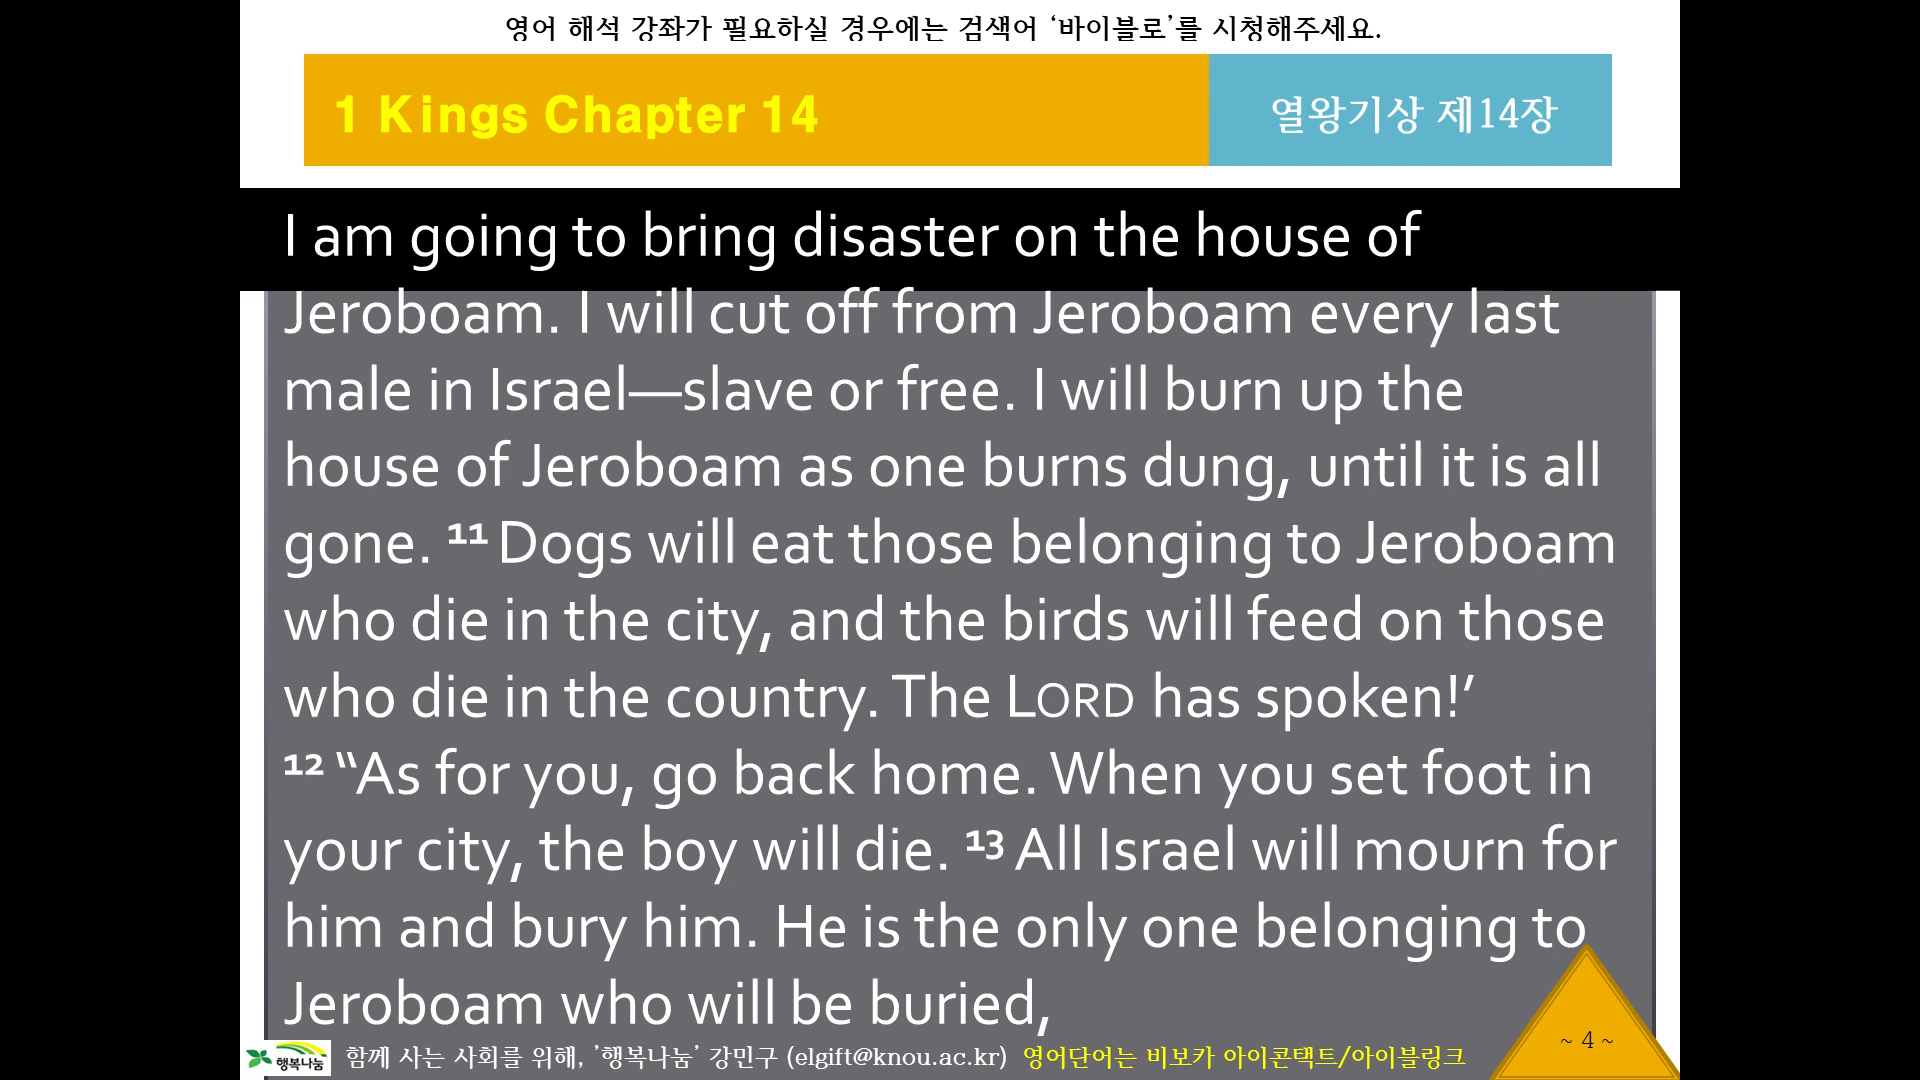 영어 해석 강좌가 필요하실 경우에는 검색어 ‘바이블로’를 시청해주세요.
1 Kings Chapter 14
열왕기상 제14장
I am going to bring disaster on the house of
Jeroboam. I will cut off from Jeroboam every last
male in Israel—slave or free. I will burn up the
house of Jeroboam as one burns dung, until it is all
gone. 11 Dogs will eat those belonging to Jeroboam
who die in the city, and the birds will feed on those
who die in the country. The LORD has spoken!’
12 “As for you, go back home. When you set foot in
your city, the boy will die. 13 All Israel will mourn for
him and bury him. He is the only one belonging to
Jeroboam who will be buried,
~ 4 ~
행복나눔
함께 사는 사회를 위해, ’행복나눔’ 강민구 (elgift@knou.ac.kr) 영어단어는 비보카 아이콘택트/아이블링크